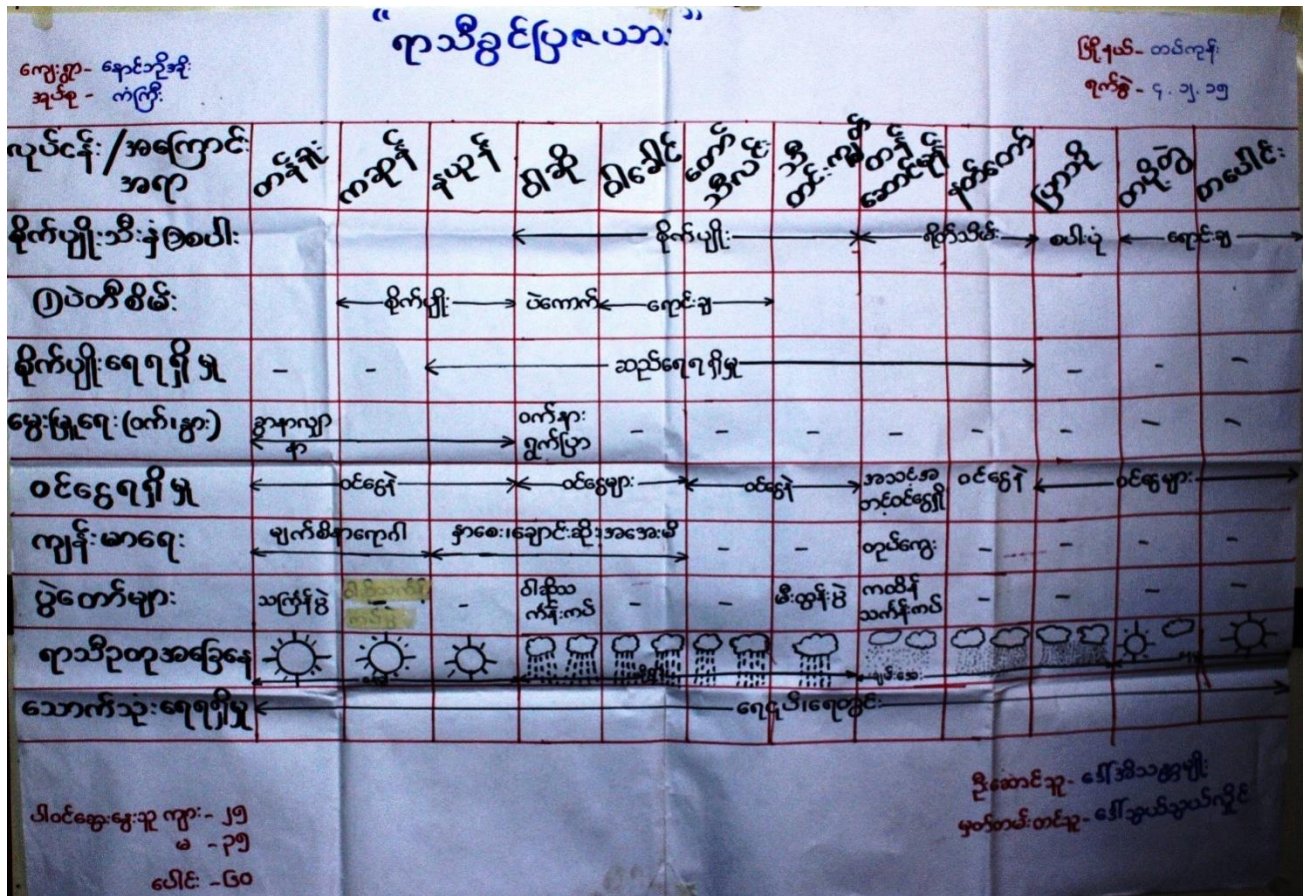 “ရာသီခွင်ပြဇယား”
ကျေးရွာ- နောင်ဘိုအိုး
အုပ်စု - ကံကြီး
မြို့နယ်- တပ်ကုန်း
ရက်စွဲ- ၄.၁၂.၁၅
လုပ်ငန်း/အကြောင်းအရာ တန်ခူး ကဆုန် နယုန် ဝါဆို ဝါခေါင် တော်သလင်း သီတင်းကျွတ် တန်ဆောင်မုန်း နတ်တော် ပြာသို တပို့တွဲ တပေါင်း
စိုက်ပျိုးသီးနှံ①စပါး စိုက်ပျိုး ရိတ်သိမ်း စပါးပုံ ရောင်းချ
၂ပဲတီစိမ်း စိုက်ပျိုး ပဲကောက် ရောင်းချ
စိုက်ပျိုးရေရရှိမှု - - ဆည်ရေရရှိမှု - - -
မွေးမြူရေး(ဝက်၊နွား) ခွာနာလျှာနာ ဝက်နားရွက်ပြာ - - - - - - - -
ဝင်ငွေရရှိမှု ဝင်ငွေနဲ ဝင်ငွေများ ဝင်ငွေနဲ အသင့်အတင့်ဝင်ငွေရှိ ဝင်ငွေနဲ ဝင်ငွေများ
ကျန်းမာရေး မျက်စိနာရောဂါ နှာစေး၊ချောင်းဆိုး၊အအေးမိ - - တုပ်ကွေး - - - -
ပွဲတော်များ သင်္ကြန်ပွဲ - - ဝါဆိုသင်္ကန်းကပ် - - မီးထွန်းပွဲ ကထိန်သင်္ကန်းကပ် - - - -
ရာသီဥတုအခြေနေ
သောက်သုံးရေရရှိမှု ရေဂူပီ၊ရေတွင်း
ပါဝင်ဆွေးနွေးသူ ကျား- ၂၅
မ - ၃၅
ပေါင်း - ၆၀
ဦးဆောင်သူ-
မှတ်တမ်းတင်သူ- ဒေါ်သွယ်သွယ်လှိုင်